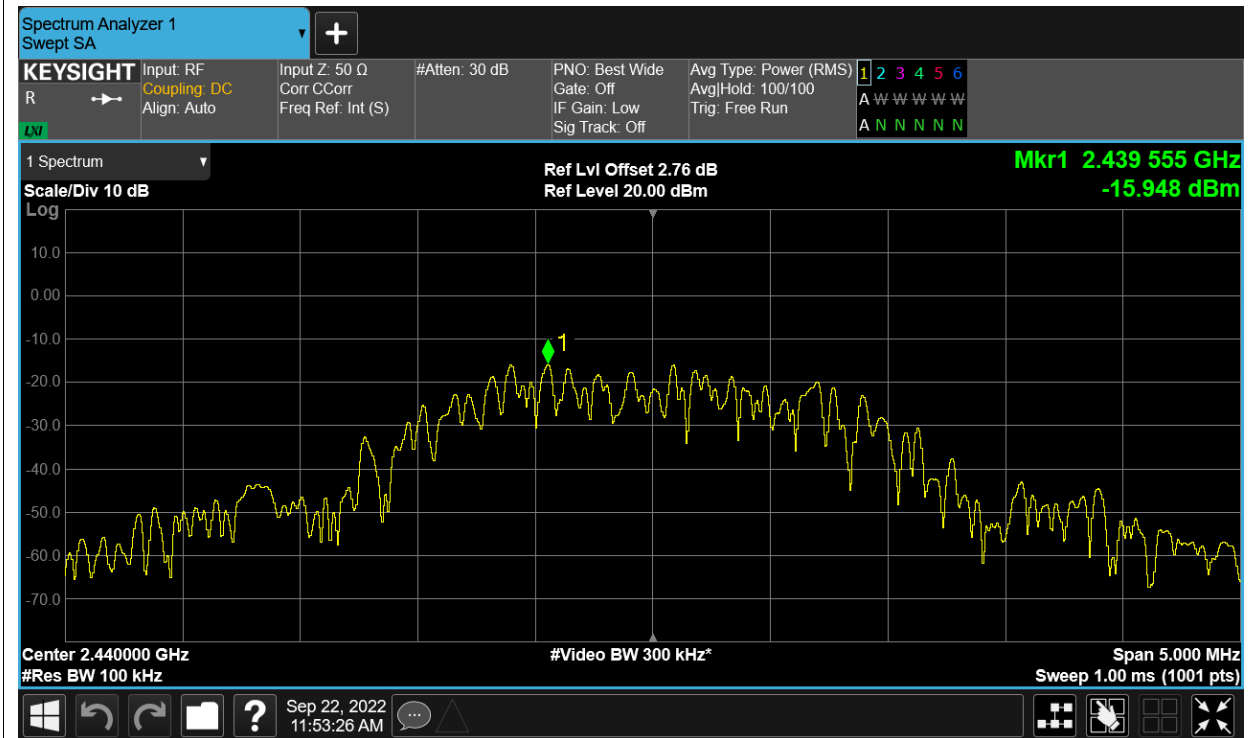 Spectrum Analyzer 1
Swept SA
+
KEYSIGHT
R
LXI
Input: RF
Coupling: DC
Align: Auto
Input Z: 50 Ω
Corr CCorr
Freq Ref: Int (S)
#Atten: 30 dB
PNO: Best Wide
Gate: Off
IF Gain: Low
Sig Track: Off
Avg Type: Power (RMS)
Avg|Hold: 100/100
Trig: Free Run
1 2 3 4 5 6
A W W W W W
A N N N N N
1 Spectrum
Scale/Div 10 dB
Log
Ref Lvl Offset 2.76 dB
Ref Level 20.00 dBm
Mkr1 2.439 555 GHz
-15.948 dBm
10.0
0.00
-10.0
1
-20.0
-30.0
-40.0
-50.0
-60.0
-70.0
Center 2.440000 GHz
#Res BW 100 kHz
#Video BW 300 kHz*
Span 5.000 MHz
Sweep 1.00 ms (1001 pts)
?
Sep 22, 2022
11:53:26 AM